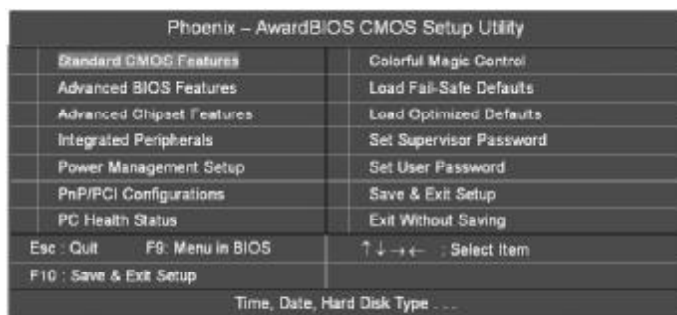 Phoenix – AwardBIOS CMOS Setup Utility
Standard CMOS Features
Advanced BIOS Features
Advanced Chipset Features
Integrated Peripherals
Power Management Setup
PnP/PCI Configurations
PC Health Status
Colorful Magic Control
Load Fail-Safe Defaults
Load Optimized Defaults
Set Supervisor Password
Set User Password
Save & Exit Setup
Exit Without Saving
Esc : Quit F9: Menu in BIOS
↑↓→← : Select Item
F10 : Save & Exit Setup
Time, Date, Hard Disk Type . . .